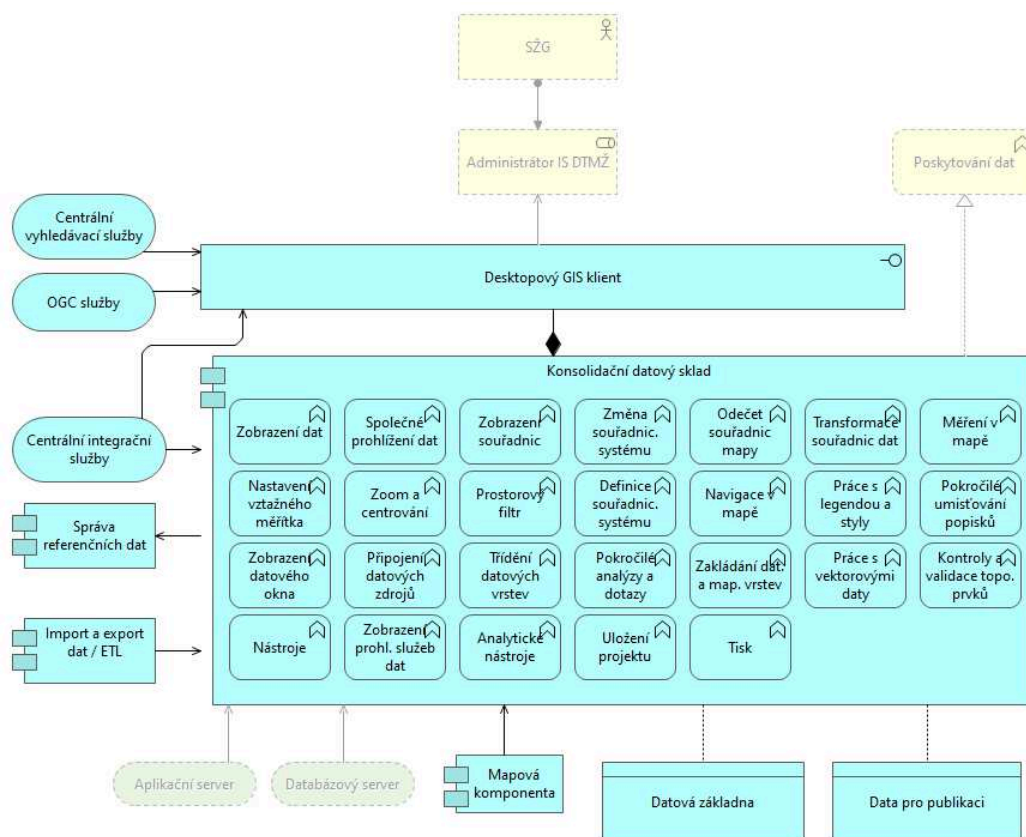 SŽG
Administrátor IS DTMŽ
Poskytování dat
Centrální
vyhledávací služby
Desktopový GIS klient
OGC služby
Konsolidační datový sklad
Centrální integrační
služby
Zobrazení dat
Společné
prohlížení dat
Zobrazení
souřadnic
Změna
souřadnic.
systému
Odečet
souřadnic
mapy
Transformace
souřadnic dat
Měření v
mapě
Nastavení
vztažného
měřítka
Zoom a
centrování
Prostorový
filtr
Definice
souřadnic.
systému
Navigace v
mapě
Práce s
legendou a
styly
Pokročilé
umisťování
popisků
Správa
referenčních dat
Zobrazení
datového
okna
Připojení
datových
zdrojů
Třídění
datových
vrstev
Pokročilé
analýzy a
dotazy
Zakládání dat.
a map. vrstev
Práce s
vektorovými
daty
Kontroly a
validace topo.
prvků
Import a export
dat / ETL
Nástroje
Zobrazení
prohl. služeb
dat
Analytické
nástroje
Uložení
projektu
Tisk
Aplikační server
Databázový server
Mapová
komponenta
Datová základna
Data pro publikaci